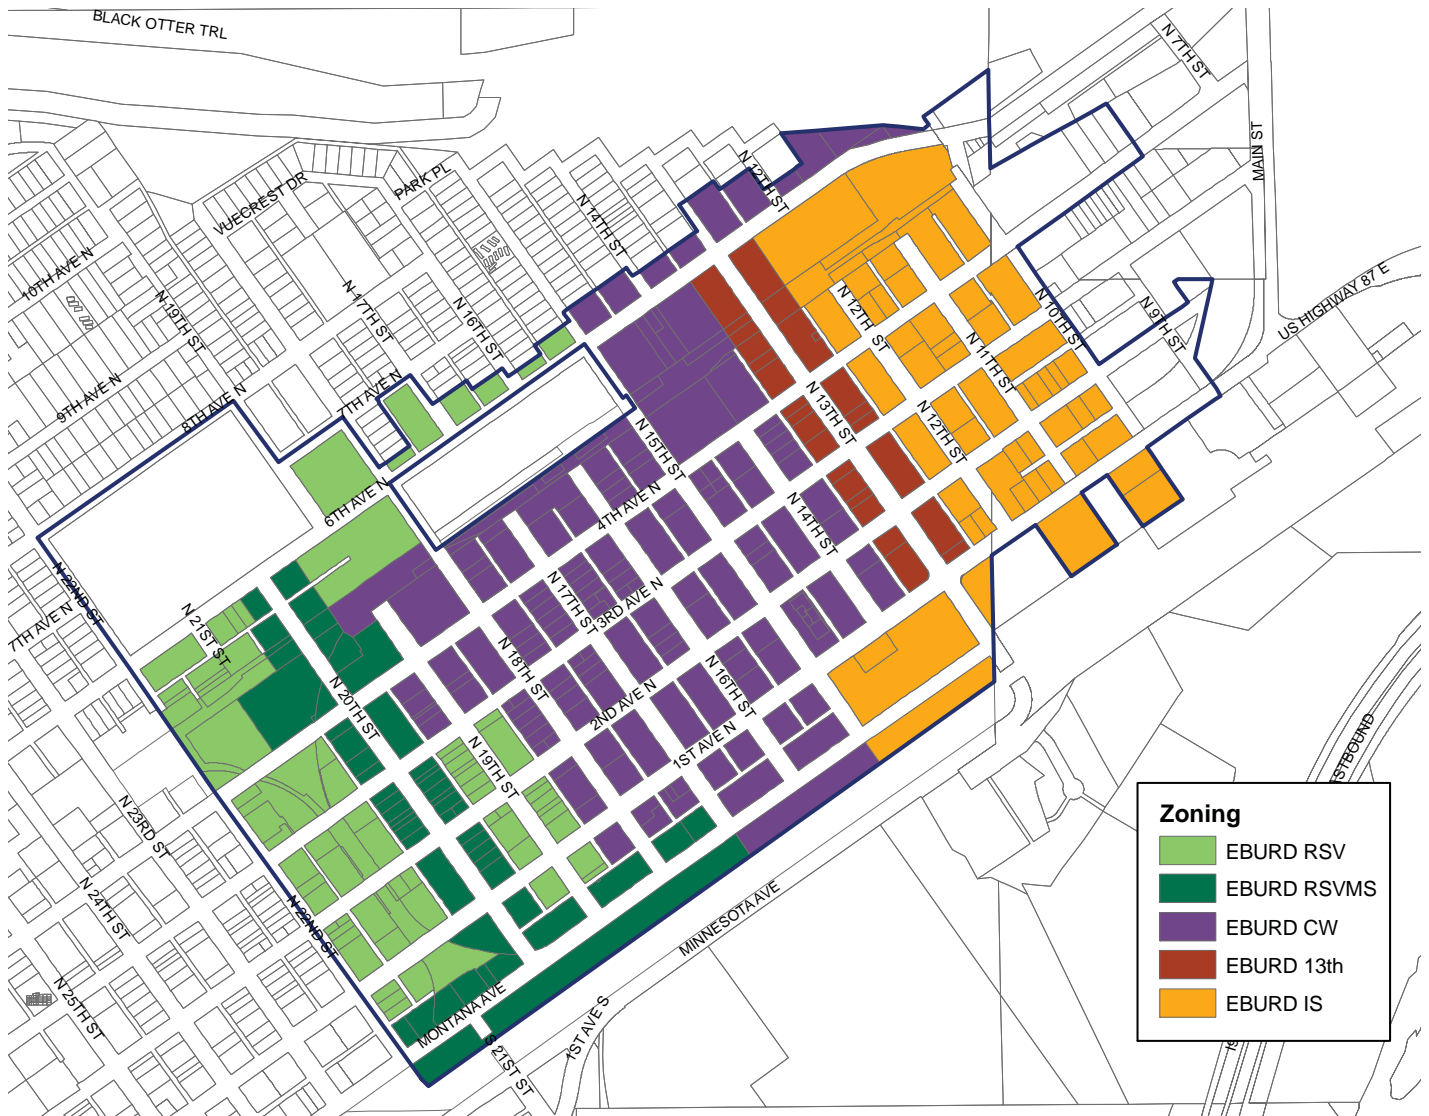 BLACK OTTER TRL
N 7TH ST
MAIN ST
PARK PL
VUECREST DR
N 12TH ST
N 14TH ST
10TH AVE N
N 19TH ST
N 17TH ST
N 16TH ST
US HIGHWAY 87 E
N 10TH ST
N 9TH ST
N 12TH ST
N 11TH ST
9TH AVE N
8TH AVE N
7TH AVE N
N 13TH ST
N 12TH ST
N 15TH ST
6TH AVE N
4TH AVE N
N 14TH ST
N 22ND ST
7TH AVE N
N 21ST ST
N 17TH ST
3RD AVE N
N 18TH ST
N 20TH ST
N 16TH ST
2ND AVE N
1ST AVE N
N 19TH ST
N 23RD ST
STBOUND
N 24TH ST
N 22ND ST
MINNESOTA AVE
N 25TH ST
MONTANA AVE
S 21ST ST
1ST AVE S
Zoning
EBURD RSV
EBURD RSVMS
EBURD CW
EBURD 13th
EBURD IS